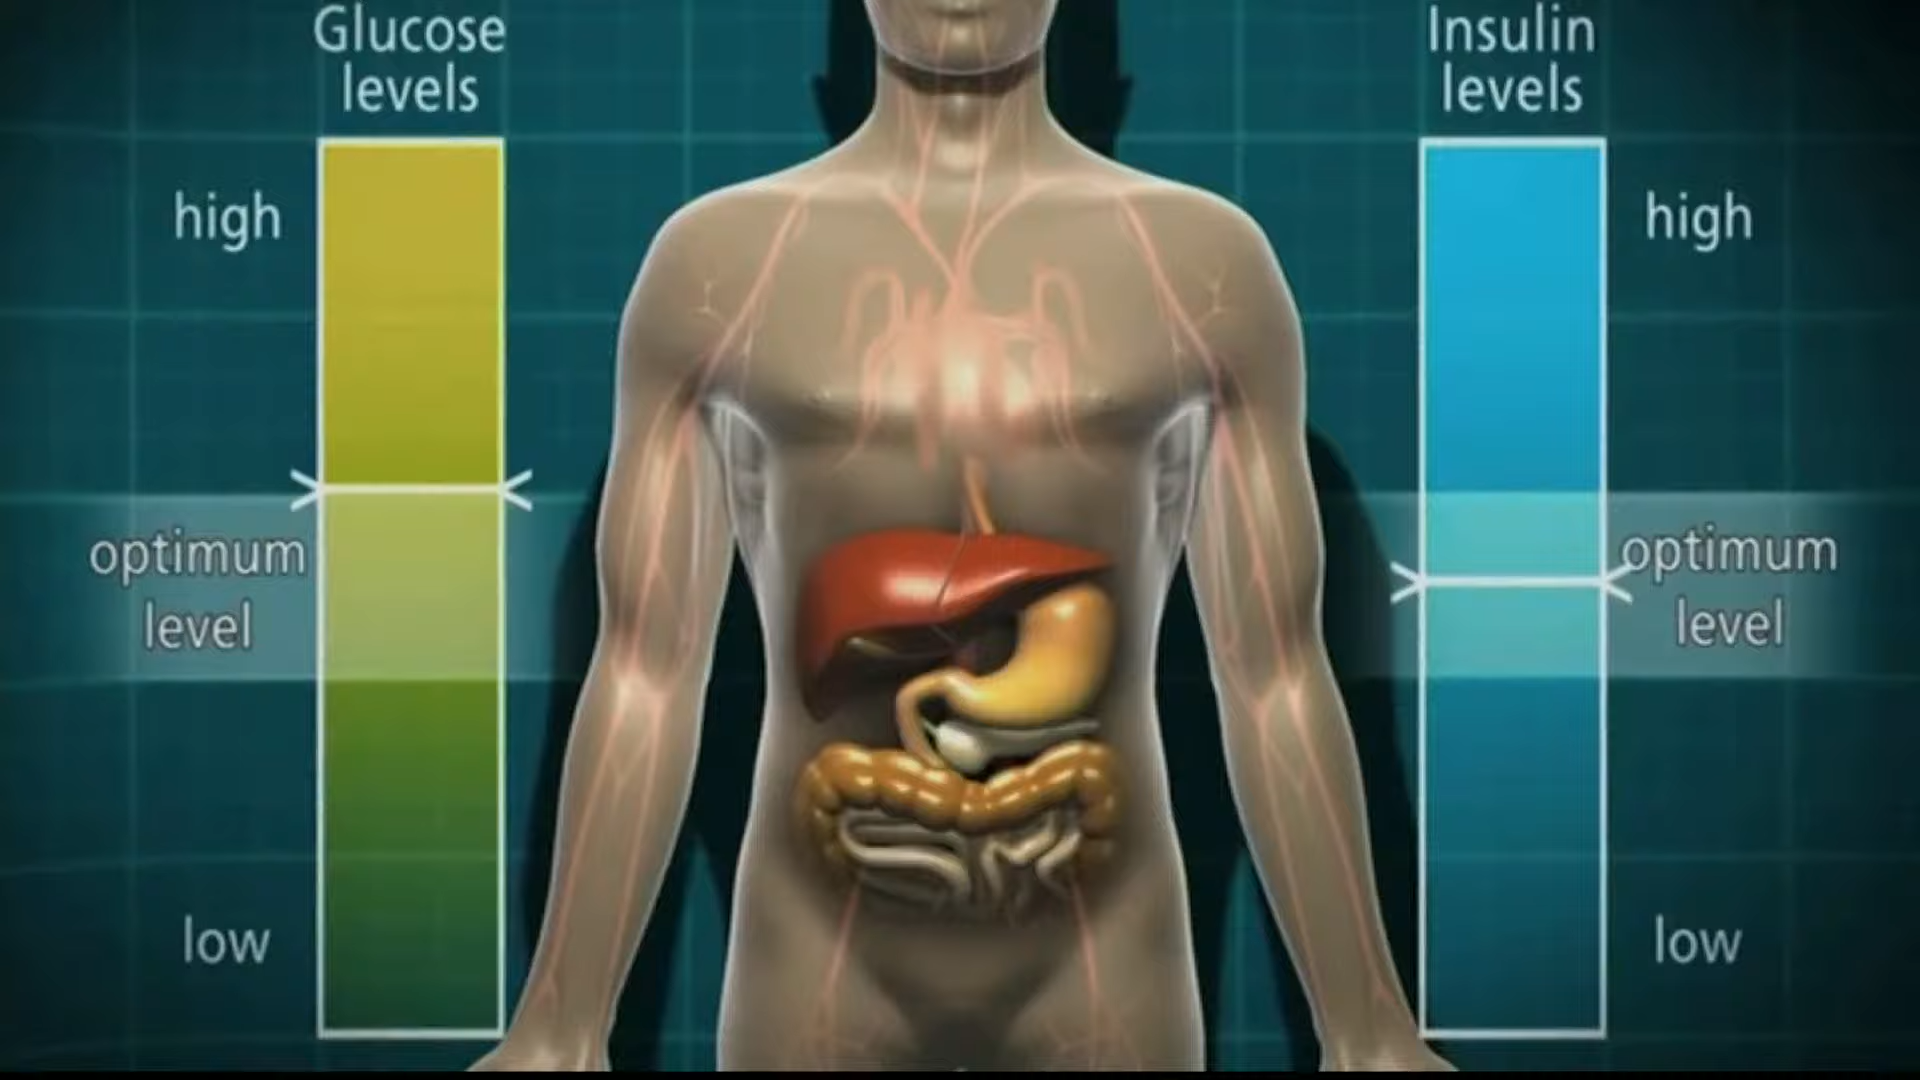 Glucose
levels
high
optimum
level
low
Insulin
levels
high
optimum
level
low